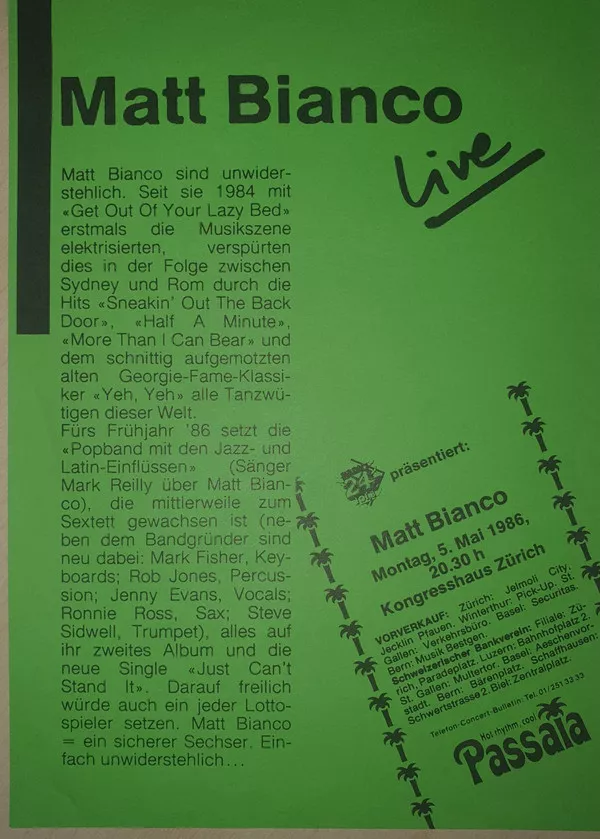 Matt Bianco
Live
Matt Bianco sind unwider-
stehlich. Seit sie 1984 mit
«Get Out Of Your Lazy Bed»
erstmals die Musikszene
elektrisierten, verspürten
dies in der Folge zwischen
Sydney und Rom durch die
Hits «Sneakin' Out The Back
Door», «Half A Minute»,
«More Than I Can Bear» und
dem schnittig aufgemotzten
alten Georgie-Fame-Klassi-
ker «Yeh, Yeh» alle Tanzwü-
tigen dieser Welt.
Fürs Frühjahr '86 setzt die
«Popband mit den Jazz- und
Latin-Einflüssen» (Sänger
Mark Reilly über Matt Bian-
co), die mittlerweile zum
Sextett gewachsen ist (ne-
ben dem Bandgründer sind
neu dabei: Mark Fisher, Key-
boards; Rob Jones, Percus-
sion; Jenny Evans, Vocals;
Ronnie Ross, Sax; Steve
Sidwell, Trumpet), alles auf
ihr zweites Album und die
neue Single «Just Can't
Stand It». Darauf freilich
würde auch ein jeder Lotto-
spieler setzen. Matt Bianco
= ein sicherer Sechser. Ein-
fach unwiderstehlich...
präsentiert:
Matt Bianco
Montag, 5. Mai 1986,
20.30 h
Kongresshaus Zürich
VORVERKAUF: Zürich: Jelmoli City,
Jecklin Pfauen. Winterthur: Pick-Up. St.
Gallen: Verkehrsbüro. Basel: Securitas.
Bern: Musik Bestgen.
Schweizerischer Bankverein: Filiale: Zü-
rich, Paradeplatz. Luzern: Bahnhofplatz 2.
St. Gallen: Multertor. Basel: Aeschenvor-
stadt. Bern: Bärenplatz. Schaffhausen:
Schwertstrasse 2. Biel: Zentralplatz.
Telefon-Concert-Bulletin: Tel. 01/251 33 33
Hot rhythm, cool
Passaia